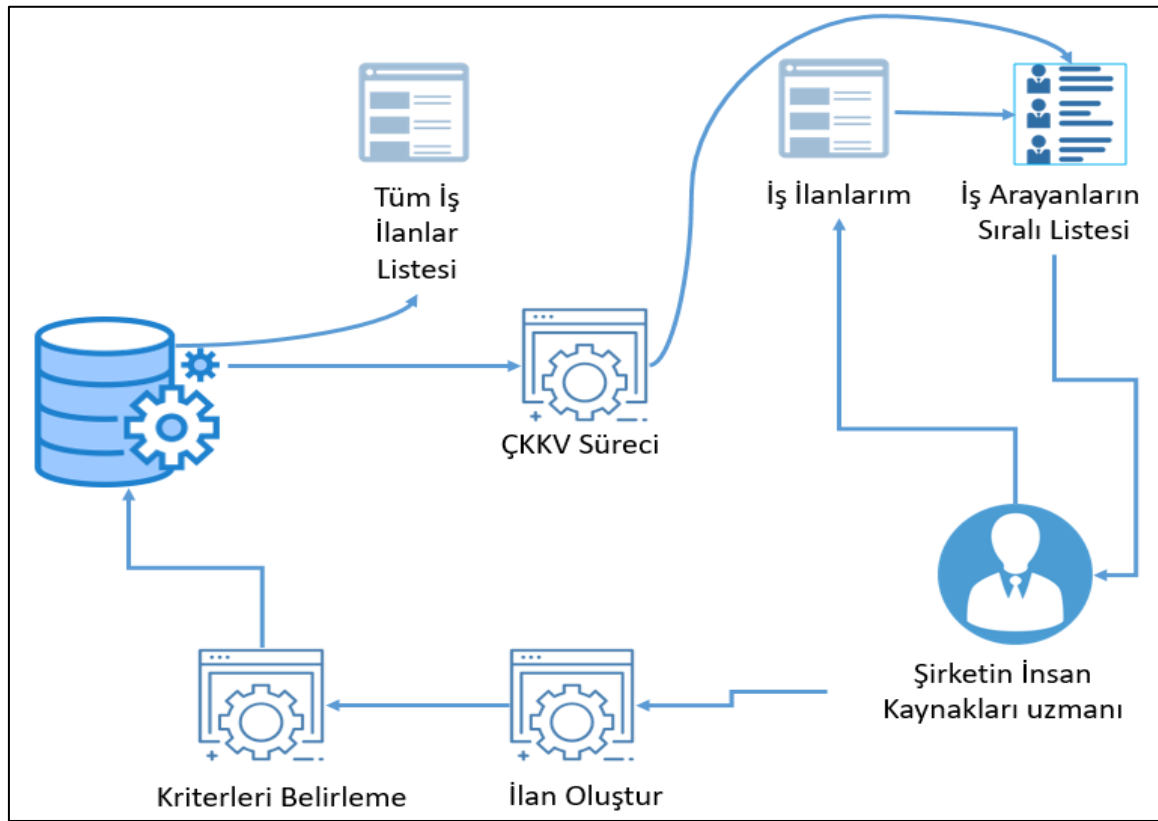 Tüm İş
İlanlar
Listesi
İş İlanlarım
İş Arayanların
Sıralı Listesi
ÇKKV Süreci
Şirketin İnsan
Kaynakları uzmanı
Kriterleri Belirleme
İlan Oluştur